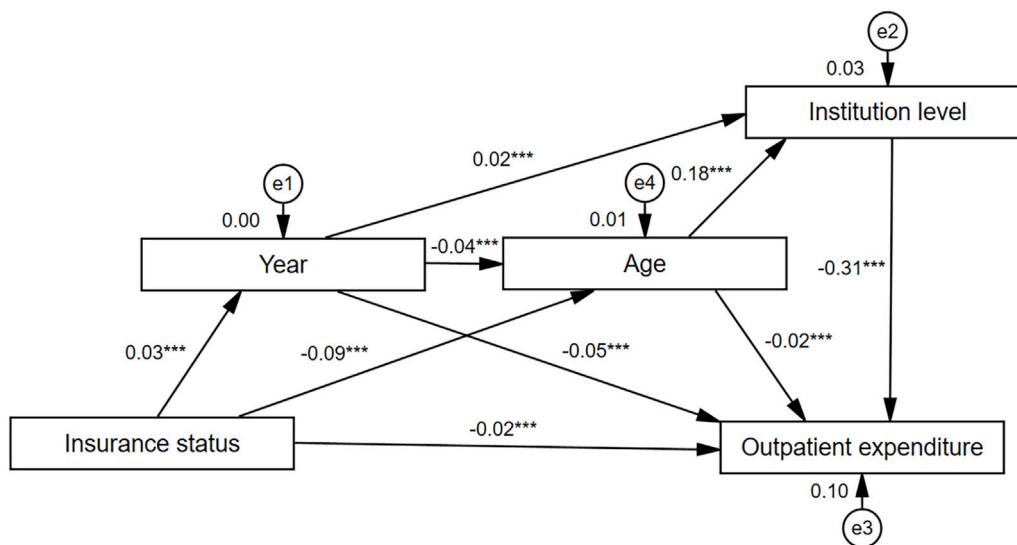 e2
0.03
Institution level
0.02***
e1
e4
0.18***
0.00
0.01
Year
-0.04***
Age
-0.31***
0.03***
-0.09***
-0.05***
-0.02***
Insurance status
-0.02***
Outpatient expenditure
0.10
e3